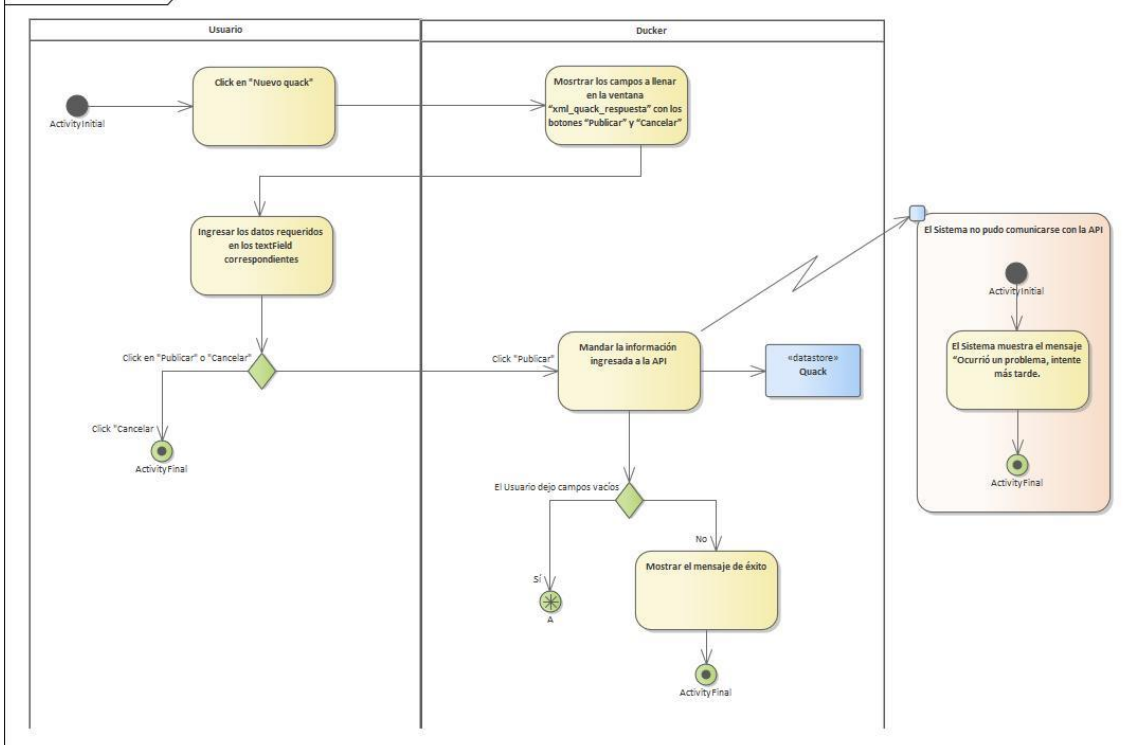 Usuario
Ducker
Click en "Nuevo quack"
Mosrtrar los campos a llenar
en la ventana
"xml_quack_respuesta" con los
botones "Publicar" y "Cancelar"
ActivityInitial
Ingresar los datos requeridos
en los textField
correspondientes
El Sistema no pudo comunicarse con la API
ActivityInitial
Click en "Publicar" o "Cancelar"
Click "Publicar"
Mandar la información
ingresada a la API
«datastore»
Quack
El Sistema muestra el mensaje
"Ocurrió un problema, intente
más tarde.
Click "Cancelar
ActivityFinal
ActivityFinal
El Usuario dejo campos vacíos
No
Sí
A
Mostrar el mensaje de éxito
ActivityFinal